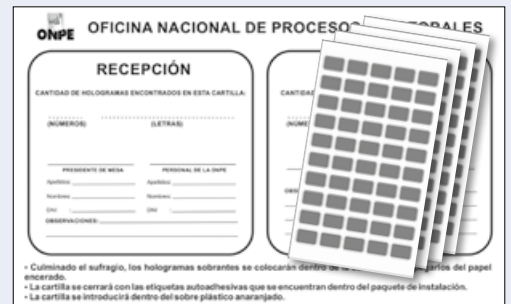 ONPE
OFICINA NACIONAL DE PROCESOS ELECTORALES
RECEPCIÓN
CANTIDAD DE HOLOGRAMAS ENCONTRADOS EN ESTA CARTILLA:
(NÚMEROS) (LETRAS)
PRESIDENTE DE MESA PERSONAL DE LA ONPE
Apellidos: Apellidos:
Nombres: Nombres:
DNI : DNI :
OBSERVACIONES:
CANTIDAD
- Culminado el sufragio, los hologramas sobrantes se colocarán dentro de la del papel
encerado.
- La cartilla se cerrará con las etiquetas autoadhesivas que se encuentran dentro del paquete de instalación.
- La cartilla se introducirá dentro del sobre plástico anaranjado.